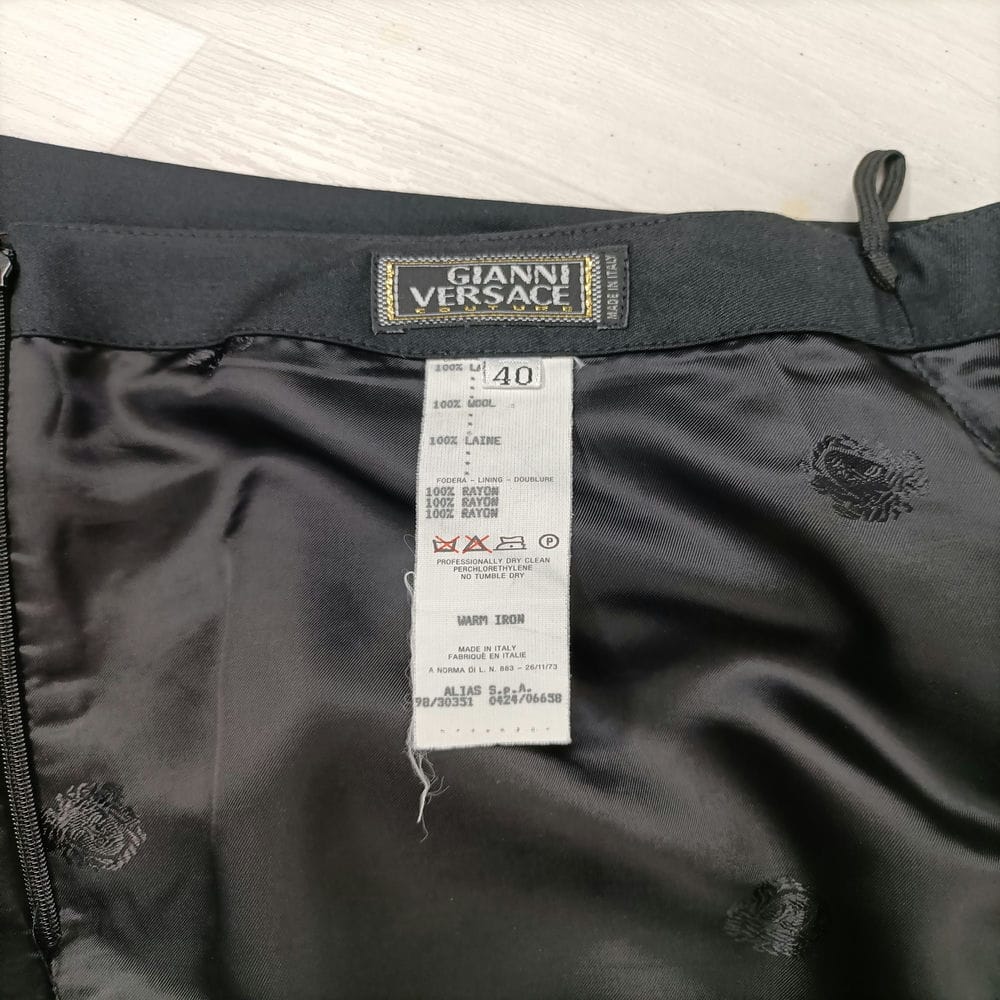 GIANNI
VERSACE
COUTURE
MADE IN ITALY
40
100%
100% WOOL
100% LAINE
FODERA - LINING - DOUBLURE
100% RAYON
100% RAYON
100% RAYON
P
PROFESSIONALLY DRY CLEAN
PERCHLORETHYLENE
NO TUMBLE DRY
WARM IRON
MADE IN ITALY
FABRIQUÉ EN ITALIE
A NORMA DI L. N. 883 - 26/11/73
ALIAS S.p.A.
98/30351 0424/06658